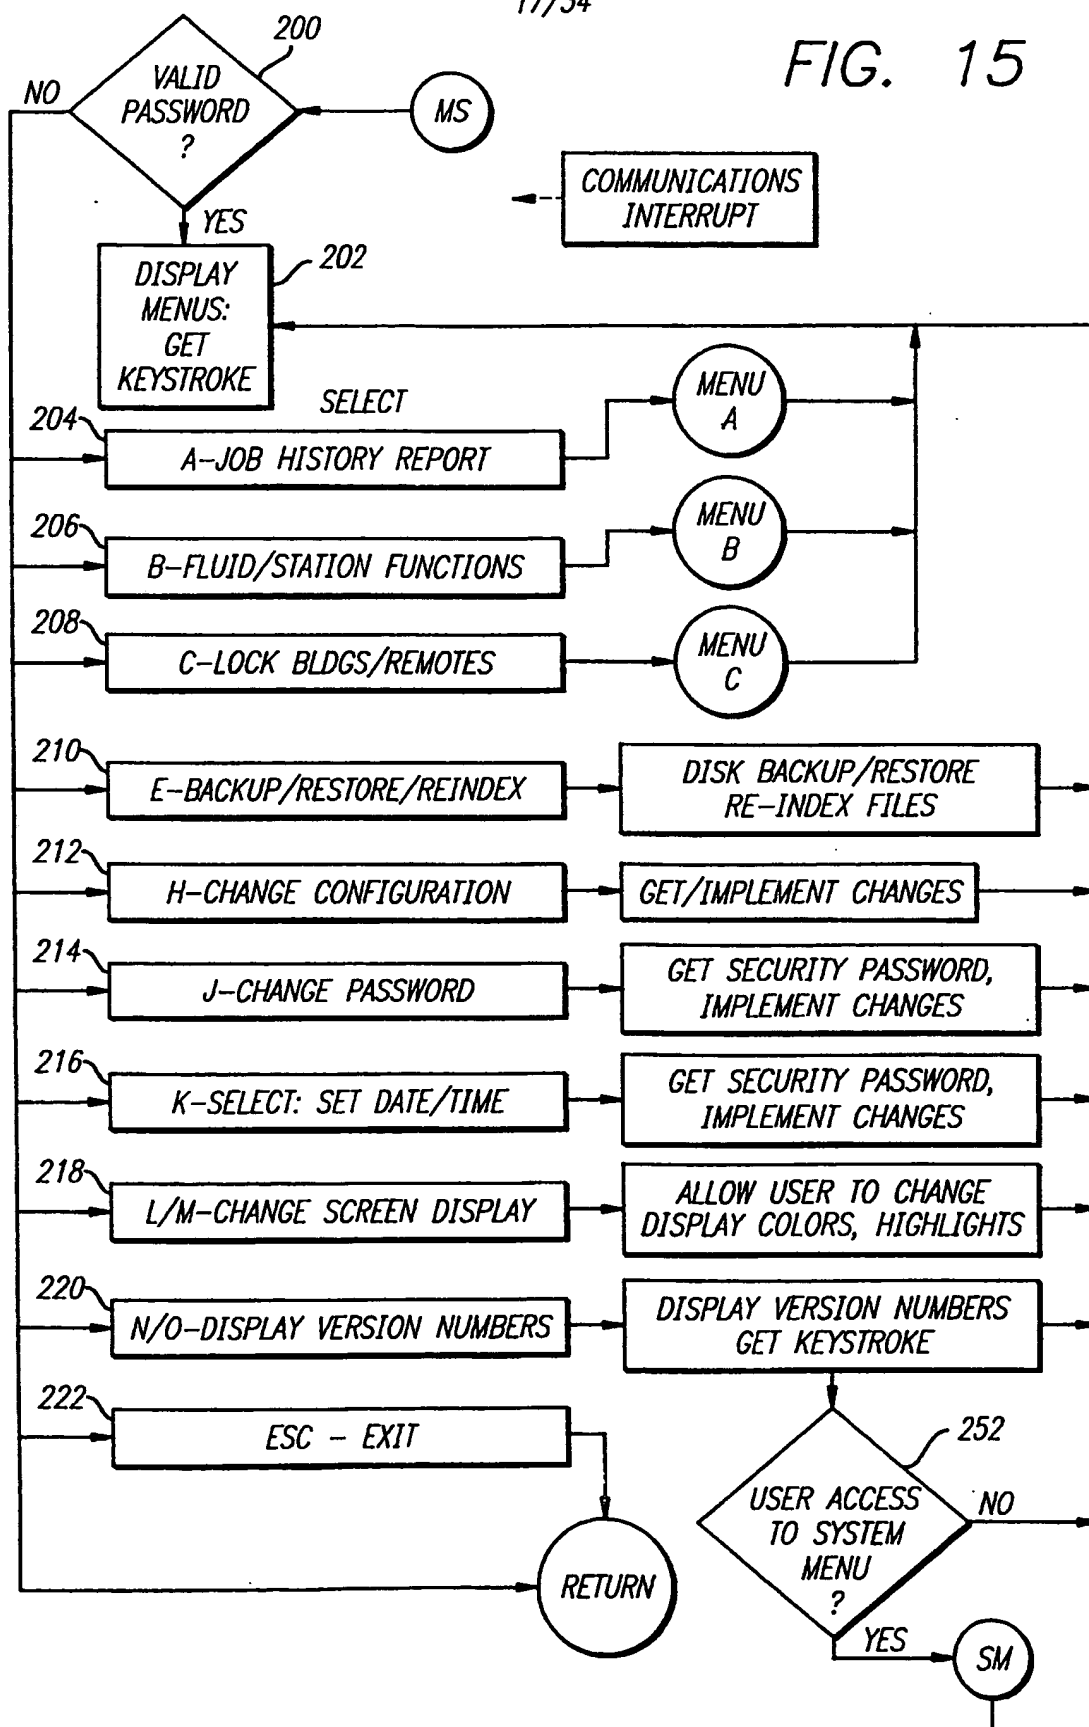 17/34
FIG. 15
200
VALID
PASSWORD
?
NO
MS
COMMUNICATIONS
INTERRUPT
YES
202
DISPLAY
MENUS:
GET
KEYSTROKE
SELECT
204
A-JOB HISTORY REPORT
MENU
A
206
B-FLUID/STATION FUNCTIONS
MENU
B
208
C-LOCK BLDGS/REMOTES
MENU
C
210
E-BACKUP/RESTORE/REINDEX
DISK BACKUP/RESTORE
RE-INDEX FILES
212
H-CHANGE CONFIGURATION
GET/IMPLEMENT CHANGES
214
J-CHANGE PASSWORD
GET SECURITY PASSWORD,
IMPLEMENT CHANGES
216
K-SELECT: SET DATE/TIME
GET SECURITY PASSWORD,
IMPLEMENT CHANGES
218
L/M-CHANGE SCREEN DISPLAY
ALLOW USER TO CHANGE
DISPLAY COLORS, HIGHLIGHTS
220
N/O-DISPLAY VERSION NUMBERS
DISPLAY VERSION NUMBERS
GET KEYSTROKE
222
ESC - EXIT
252
USER ACCESS
TO SYSTEM
MENU
?
NO
RETURN
YES
SM